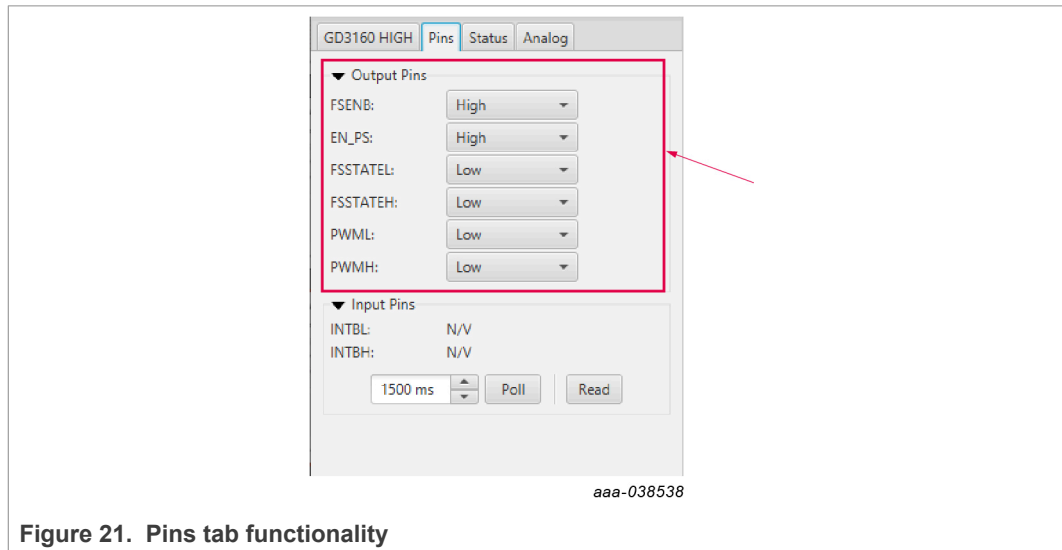 GD3160 HIGH Pins Status Analog
Output Pins
FSENB: High
EN_PS: High
FSSTATEL: Low
FSSTATEH: Low
PWML: Low
PWMH: Low
Input Pins
INTBL: N/V
INTBH: N/V
1500 ms Poll Read
aaa-038538
Figure 21. Pins tab functionality